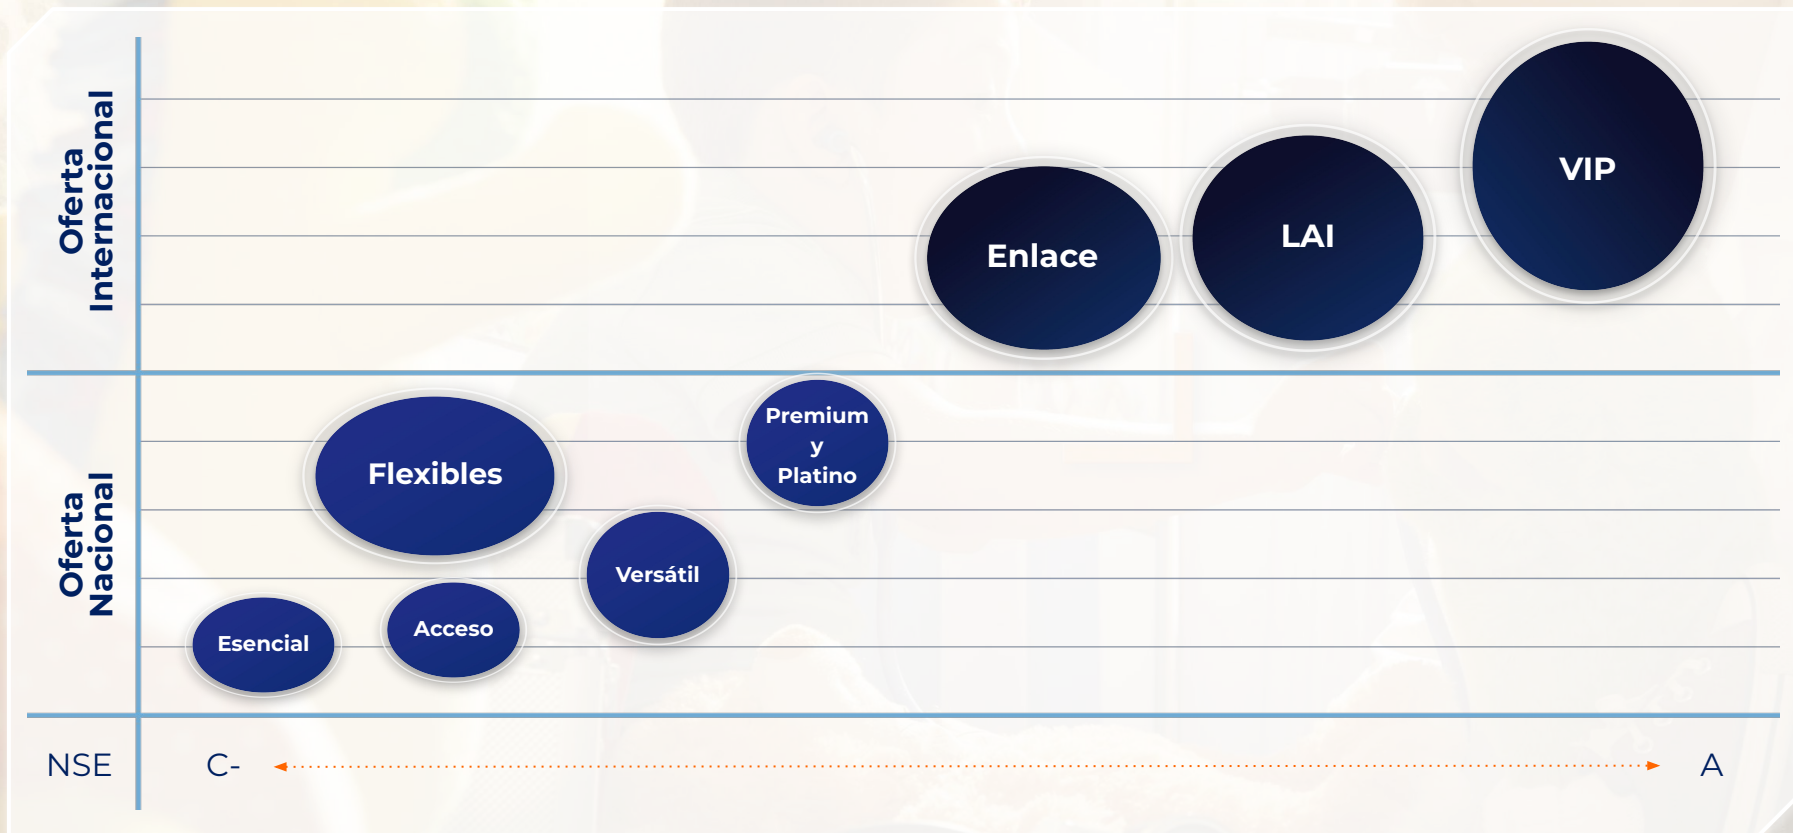 Oferta
Internacional
VIP
LAI
Enlace
Oferta
Nacional
Premium
y
Platino
Flexibles
Versátil
Acceso
Esencial
NSE
C-
A